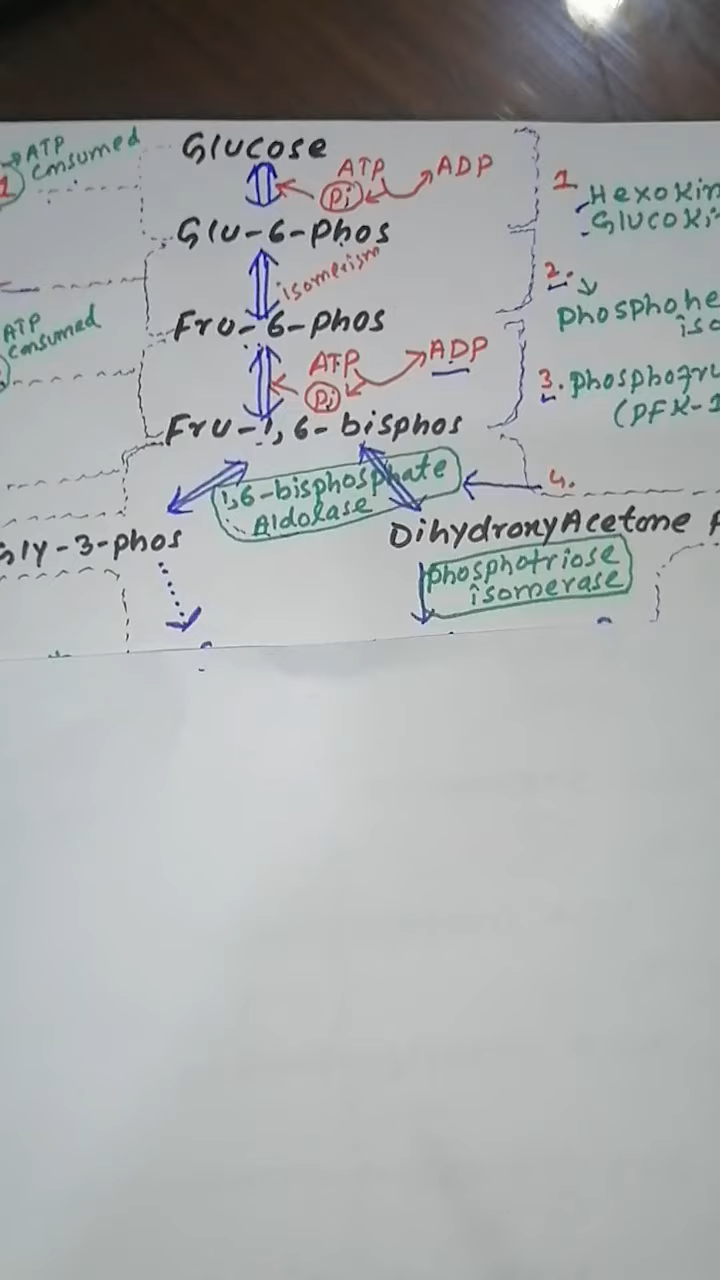 ATP
consumed
1
Glucose
ATP
ADP
Pi
Glu-6-phos
isomerism
Fru-6-phos
ATP
ADP
Pi
Fru-1,6-bisphos
ATP
consumed
1,6-bisphosphate
Aldolase
Gly-3-phos
DihydroxyAcetone
phosphotriose
isomerase
1
Hexokin
Glucoki
2.
phosphohe
iso
3. phosphofru
(PFK-1
4.